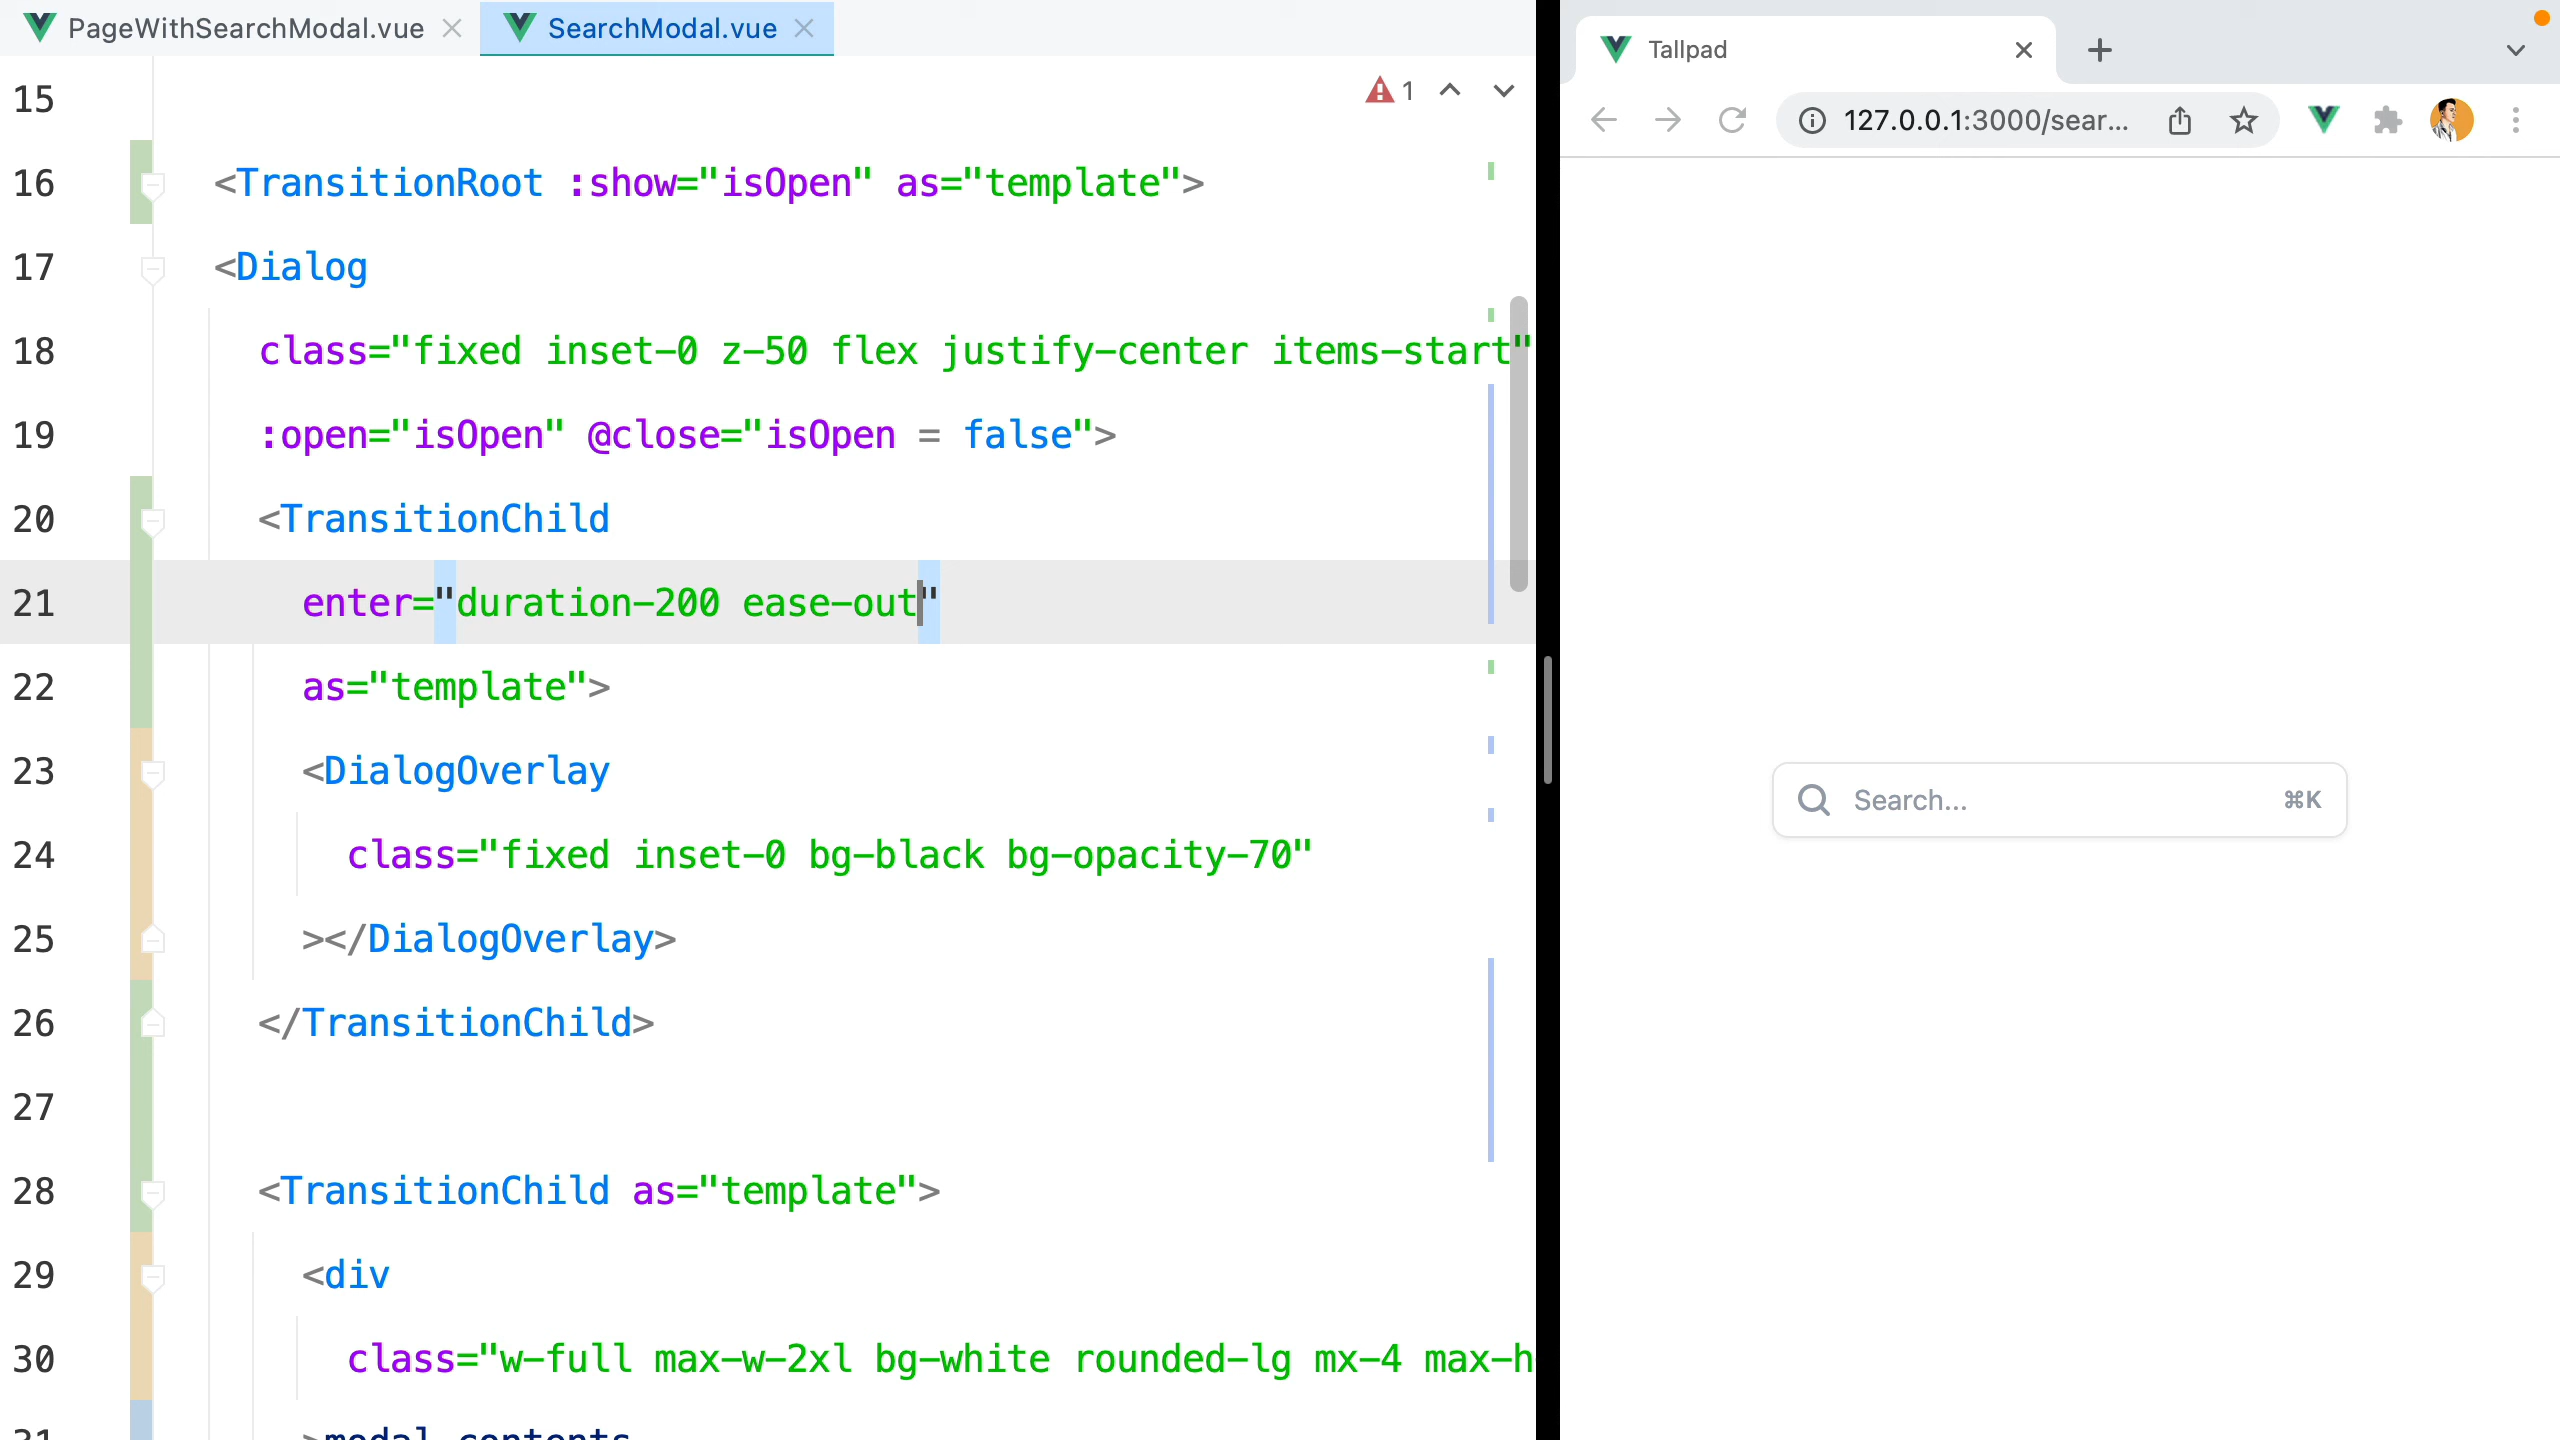 PageWithSearchModal.vue
SearchModal.vue
1
15
16 <TransitionRoot :show="isOpen" as="template">
17 <Dialog
18 class="fixed inset-0 z-50 flex justify-center items-start"
19 :open="isOpen" @close="isOpen = false">
20 <TransitionChild
21 enter="duration-200 ease-out"
22 as="template">
23 <DialogOverlay
24 class="fixed inset-0 bg-black bg-opacity-70"
25 ></DialogOverlay>
26 </TransitionChild>
27
28 <TransitionChild as="template">
29 <div
30 class="w-full max-w-2xl bg-white rounded-lg mx-4 max-h
31 >modal contents
Tallpad
127.0.0.1:3000/sear...
Search...
⌘K